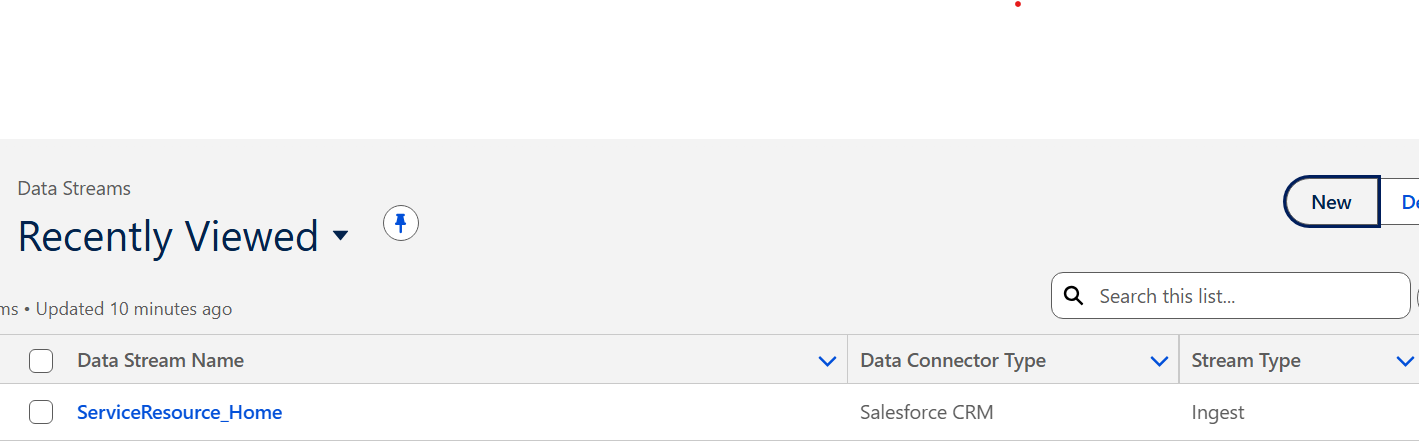 Data Streams
Recently Viewed
New
ms • Updated 10 minutes ago
Search this list...
Data Stream Name
Data Connector Type
Stream Type
ServiceResource_Home
Salesforce CRM
Ingest